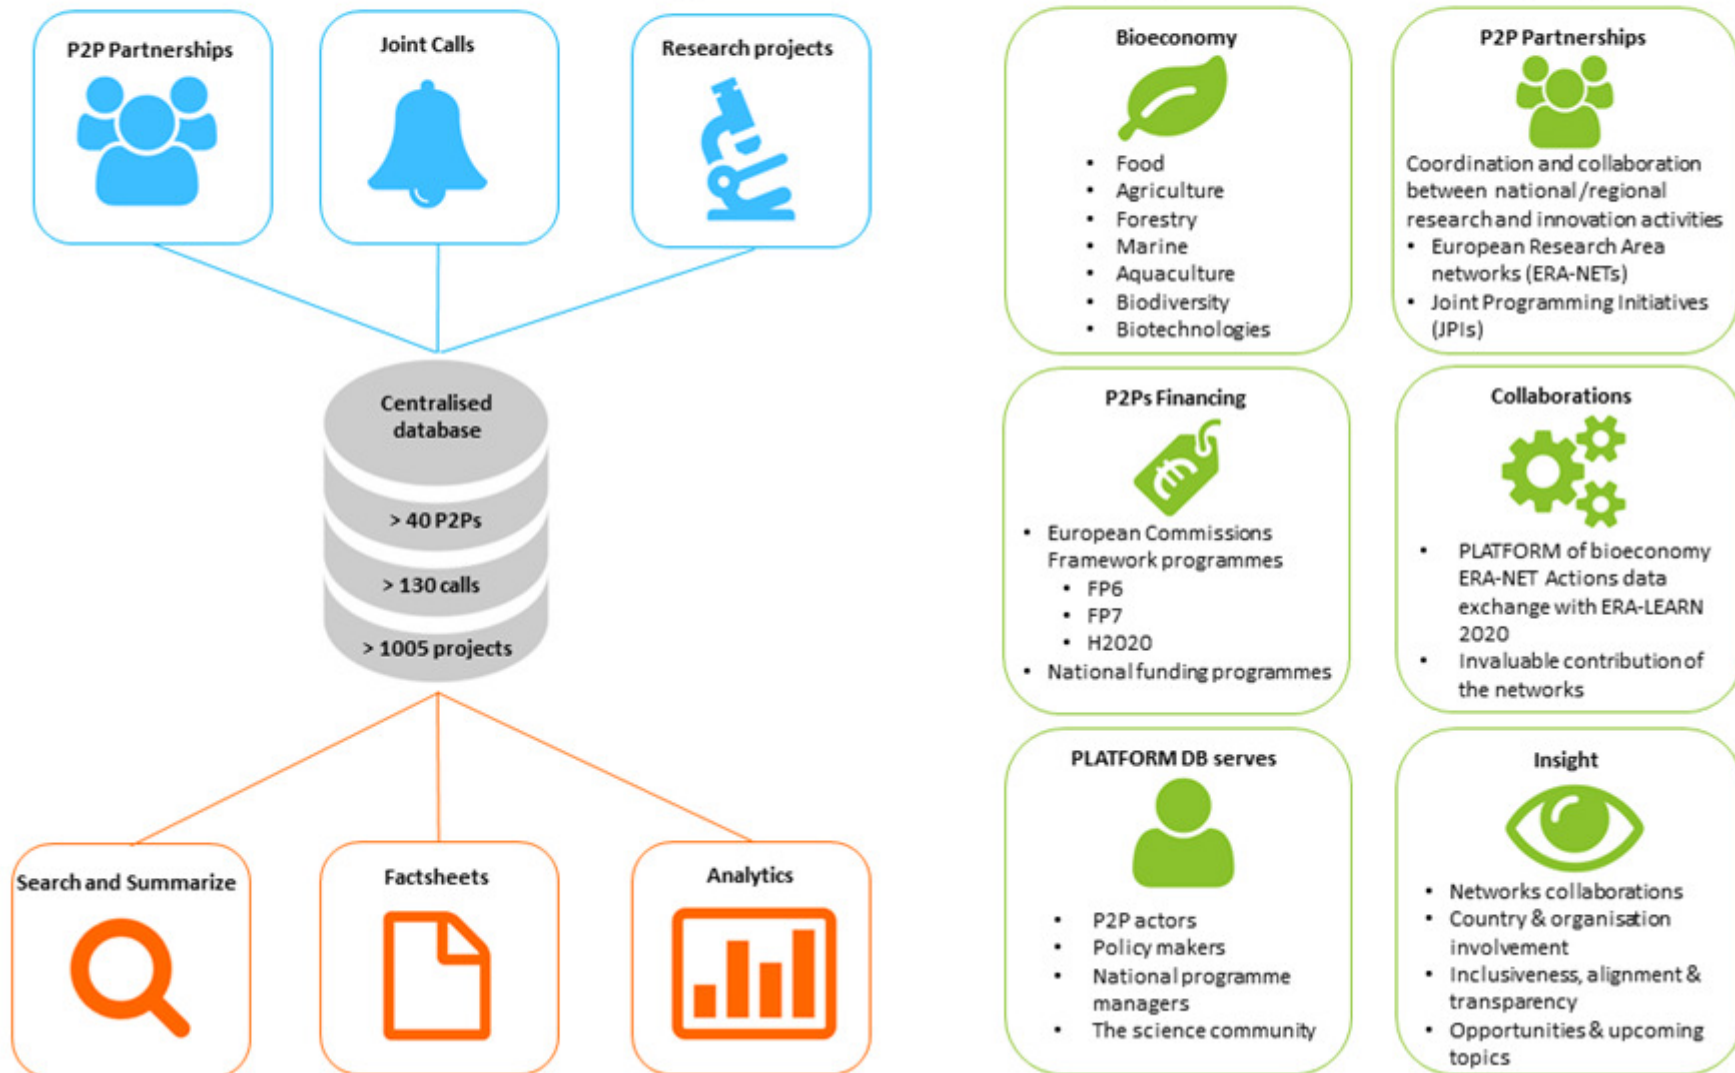 P2P Partnerships
Joint Calls
Research projects
Centralised
database
> 40 P2Ps
> 130 calls
> 1005 projects
Search and Summarize
Factsheets
Analytics
Bioeconomy
• Food
• Agriculture
• Forestry
• Marine
• Aquaculture
• Biodiversity
• Biotechnologies
P2P Partnerships
Coordination and collaboration
between national/regional
research and innovation activities
• European Research Area
networks (ERA-NETs)
• Joint Programming Initiatives
(JPIs)
P2Ps Financing
• European Commissions
Framework programmes
• FP6
• FP7
• H2020
• National funding programmes
Collaborations
• PLATFORM of bioeconomy
ERA-NET Actions data
exchange with ERA-LEARN
2020
• Invaluable contribution of
the networks
PLATFORM DB serves
• P2P actors
• Policy makers
• National programme
managers
• The science community
Insight
• Networks collaborations
• Country & organisation
involvement
• Inclusiveness, alignment &
transparency
• Opportunities & upcoming
topics